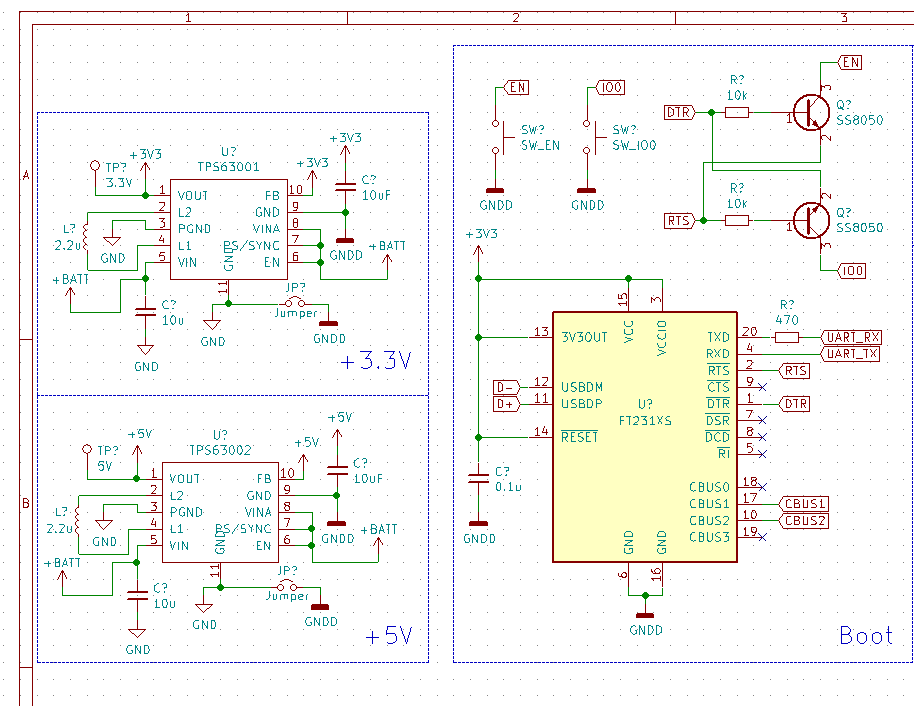 1
2
3
A
B
TP?
3.3V
+3V3
U?
TPS63001
+3V3
+3V3
C?
10uF
1
2
3
4
5
VOUT
L2
PGND
L1
VIN
FB
GND
VINA
PS/SYNC
EN
GND
10
9
8
7
6
11
L?
2.2u
GND
+BATT
GNDD
+BATT
C?
10u
GND
GND
JP?
Jumper
GNDD
+3.3V
TP?
5V
+5V
U?
TPS63002
+5V
+5V
C?
10uF
1
2
3
4
5
VOUT
L2
PGND
L1
VIN
FB
GND
VINA
PS/SYNC
EN
GND
10
9
8
7
6
11
L?
2.2u
GND
+BATT
GNDD
+BATT
C?
10u
GND
GND
JP?
Jumper
GNDD
+5V
EN
SW?
SW_EN
GNDD
IO0
SW?
SW_IO0
GNDD
DTR
R?
10k
1
3
2
EN
Q?
SS8050
RTS
R?
10k
1
2
3
Q?
SS8050
IO0
+3V3
15
3
VCC
VCCIO
13
3V3OUT
D-
12
USBDM
D+
11
USBDP
14
RESET
U?
FT231XS
TXD
RXD
RTS
CTS
DTR
DSR
DCD
RI
CBUS0
CBUS1
CBUS2
CBUS3
20
4
2
9
1
7
8
5
18
17
10
19
R?
470
UART_RX
UART_TX
RTS
DTR
CBUS1
CBUS2
C?
0.1u
GNDD
GND
GND
6
16
GNDD
Boot